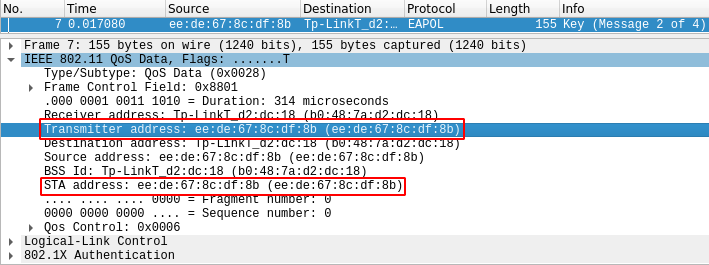 No. Time Source Destination Protocol Length Info
7 0.017080 ee:de:67:8c:df:8b Tp-LinkT_d2:… EAPOL 155 Key (Message 2 of 4)
Frame 7: 155 bytes on wire (1240 bits), 155 bytes captured (1240 bits)
IEEE 802.11 QoS Data, Flags: .......T
Type/Subtype: QoS Data (0x0028)
Frame Control Field: 0x8801
.000 0001 0011 1010 = Duration: 314 microseconds
Receiver address: Tp-LinkT_d2:dc:18 (b0:48:7a:d2:dc:18)
Transmitter address: ee:de:67:8c:df:8b (ee:de:67:8c:df:8b)
Destination address: Tp-LinkT_d2:dc:18 (b0:48:7a:d2:dc:18)
Source address: ee:de:67:8c:df:8b (ee:de:67:8c:df:8b)
BSS Id: Tp-LinkT_d2:dc:18 (b0:48:7a:d2:dc:18)
STA address: ee:de:67:8c:df:8b (ee:de:67:8c:df:8b)
.... .... .... 0000 = Fragment number: 0
0000 0000 0000 .... = Sequence number: 0
Qos Control: 0x0006
Logical-Link Control
802.1X Authentication